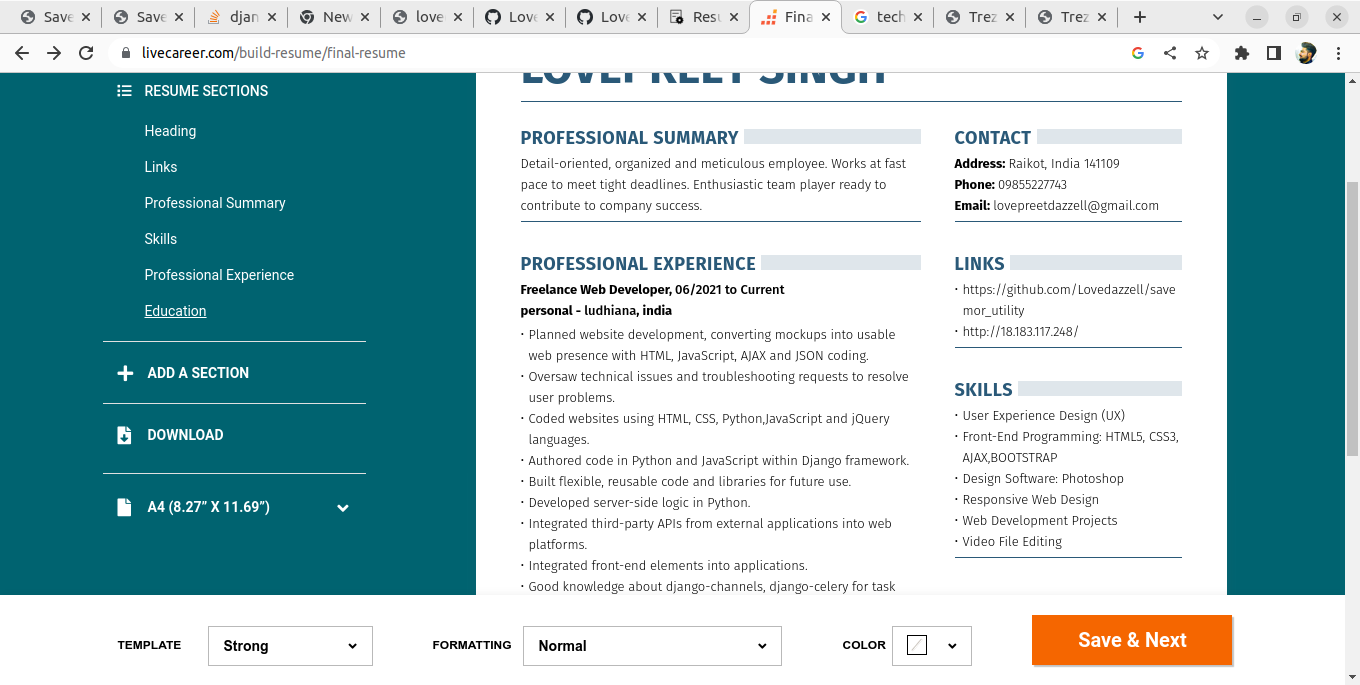 Save
Save
djan
New
love
Love
Love
Resu
Fina
tech
Trez
Trez
livecareer.com/build-resume/final-resume
RESUME SECTIONS
Heading
Links
Professional Summary
Skills
Professional Experience
Education
ADD A SECTION
DOWNLOAD
A4 (8.27” X 11.69”)
LOVEPREET SINGH
PROFESSIONAL SUMMARY
Detail-oriented, organized and meticulous employee. Works at fast
pace to meet tight deadlines. Enthusiastic team player ready to
contribute to company success.
PROFESSIONAL EXPERIENCE
Freelance Web Developer, 06/2021 to Current
personal - ludhiana, india
· Planned website development, converting mockups into usable
web presence with HTML, JavaScript, AJAX and JSON coding.
· Oversaw technical issues and troubleshooting requests to resolve
user problems.
· Coded websites using HTML, CSS, Python,JavaScript and jQuery
languages.
· Authored code in Python and JavaScript within Django framework.
· Built flexible, reusable code and libraries for future use.
· Developed server-side logic in Python.
· Integrated third-party APIs from external applications into web
platforms.
· Integrated front-end elements into applications.
· Good knowledge about django-channels, django-celery for task
CONTACT
Address: Raikot, India 141109
Phone: 09855227743
Email: lovepreetdazzell@gmail.com
LINKS
· https://github.com/Lovedazzell/save
mor_utility
· http://18.183.117.248/
SKILLS
· User Experience Design (UX)
· Front-End Programming: HTML5, CSS3,
AJAX,BOOTSTRAP
· Design Software: Photoshop
· Responsive Web Design
· Web Development Projects
· Video File Editing
TEMPLATE
Strong
FORMATTING
Normal
COLOR
Save & Next